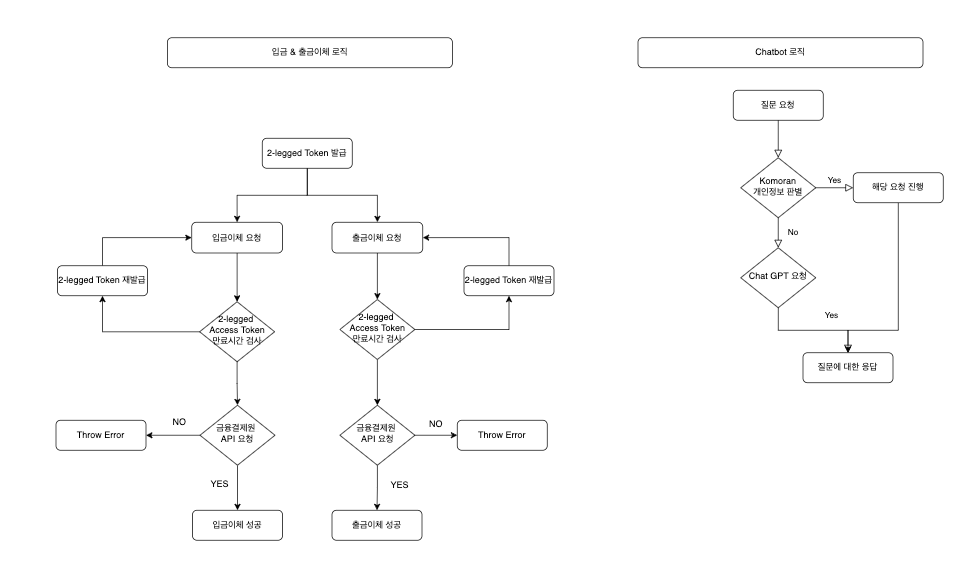 입금 & 출금이체 로직
2-legged Token 발급
입금이체 요청
출금이체 요청
2-legged Token 재발급
2-legged Token 재발급
2-legged
Access Token
만료시간 검사
2-legged
Access Token
만료시간 검사
Throw Error
NO
금융결제원
API 요청
금융결제원
API 요청
NO
Throw Error
YES
YES
입금이체 성공
출금이체 성공
Chatbot 로직
질문 요청
Komoran
개인정보 판별
Yes
해당 요청 진행
No
Chat GPT 요청
Yes
질문에 대한 응답